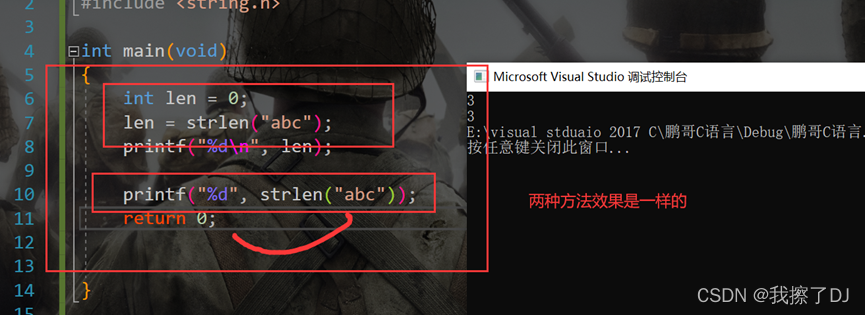 2 #include <string.h>
3
4 int main(void)
5 {
6 int len = 0;
7 len = strlen("abc");
8 printf("%d\n", len);
9
10 printf("%d", strlen("abc"));
11 return 0;
12
13
14 }
15
Microsoft Visual Studio 调试控制台
3
3
E:\visual stduaio 2017 C\鹏哥C语言\Debug\鹏哥C语言.
按任意键关闭此窗口...
两种方法效果是一样的
CSDN @我擦了DJ